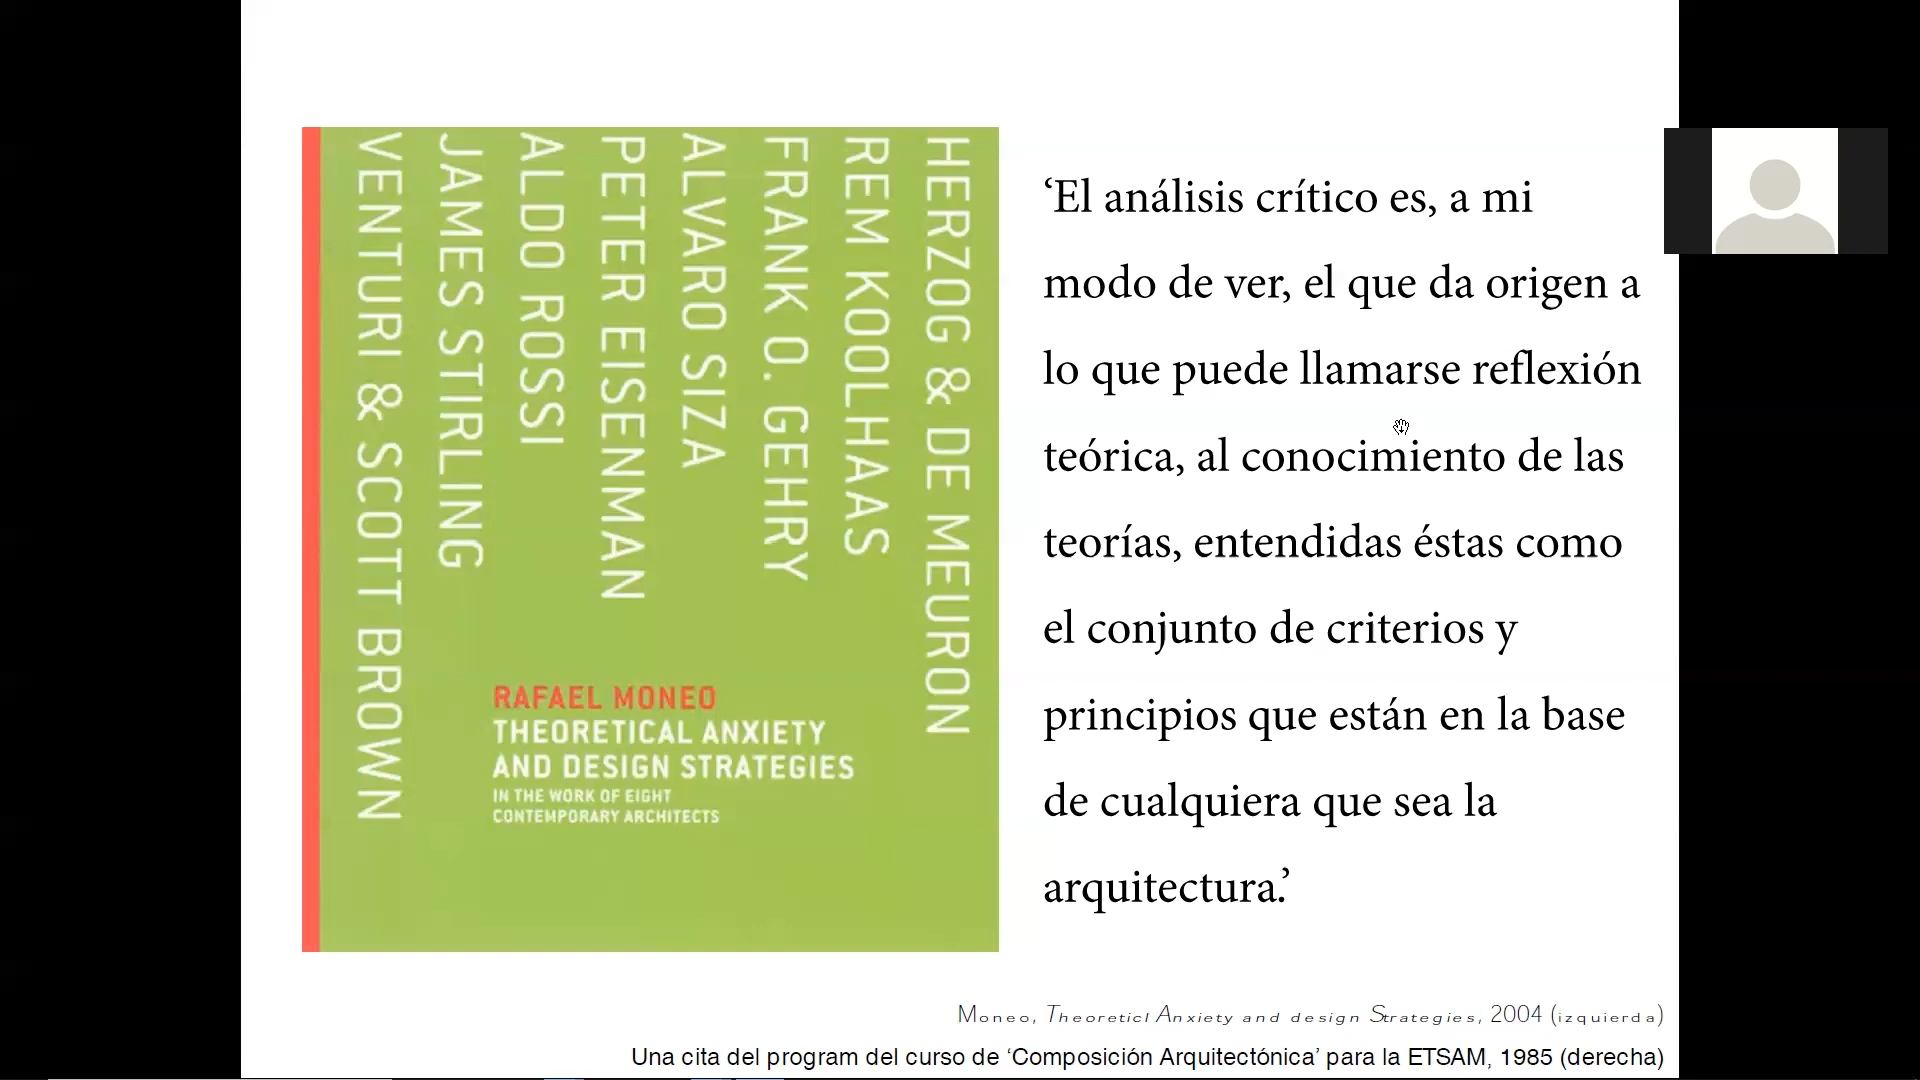 VENTURI & SCOTT BROWN
JAMES STIRLING
ALDO ROSSI
PETER EISENMAN
ALVARO SIZA
FRANK O. GEHRY
REM KOOLHAAS
HERZOG & DE MEURON
RAFAEL MONEO
THEORETICAL ANXIETY
AND DESIGN STRATEGIES
IN THE WORK OF EIGHT
CONTEMPORARY ARCHITECTS
‘El análisis crítico es, a mi
modo de ver, el que da origen a
lo que puede llamarse reflexión
teórica, al conocimiento de las
teorías, entendidas éstas como
el conjunto de criterios y
principios que están en la base
de cualquiera que sea la
arquitectura.’
Moneo, Theoreticl Anxiety and design Strategies, 2004 (izquierda)
Una cita del program del curso de ‘Composición Arquitectónica’ para la ETSAM, 1985 (derecha)